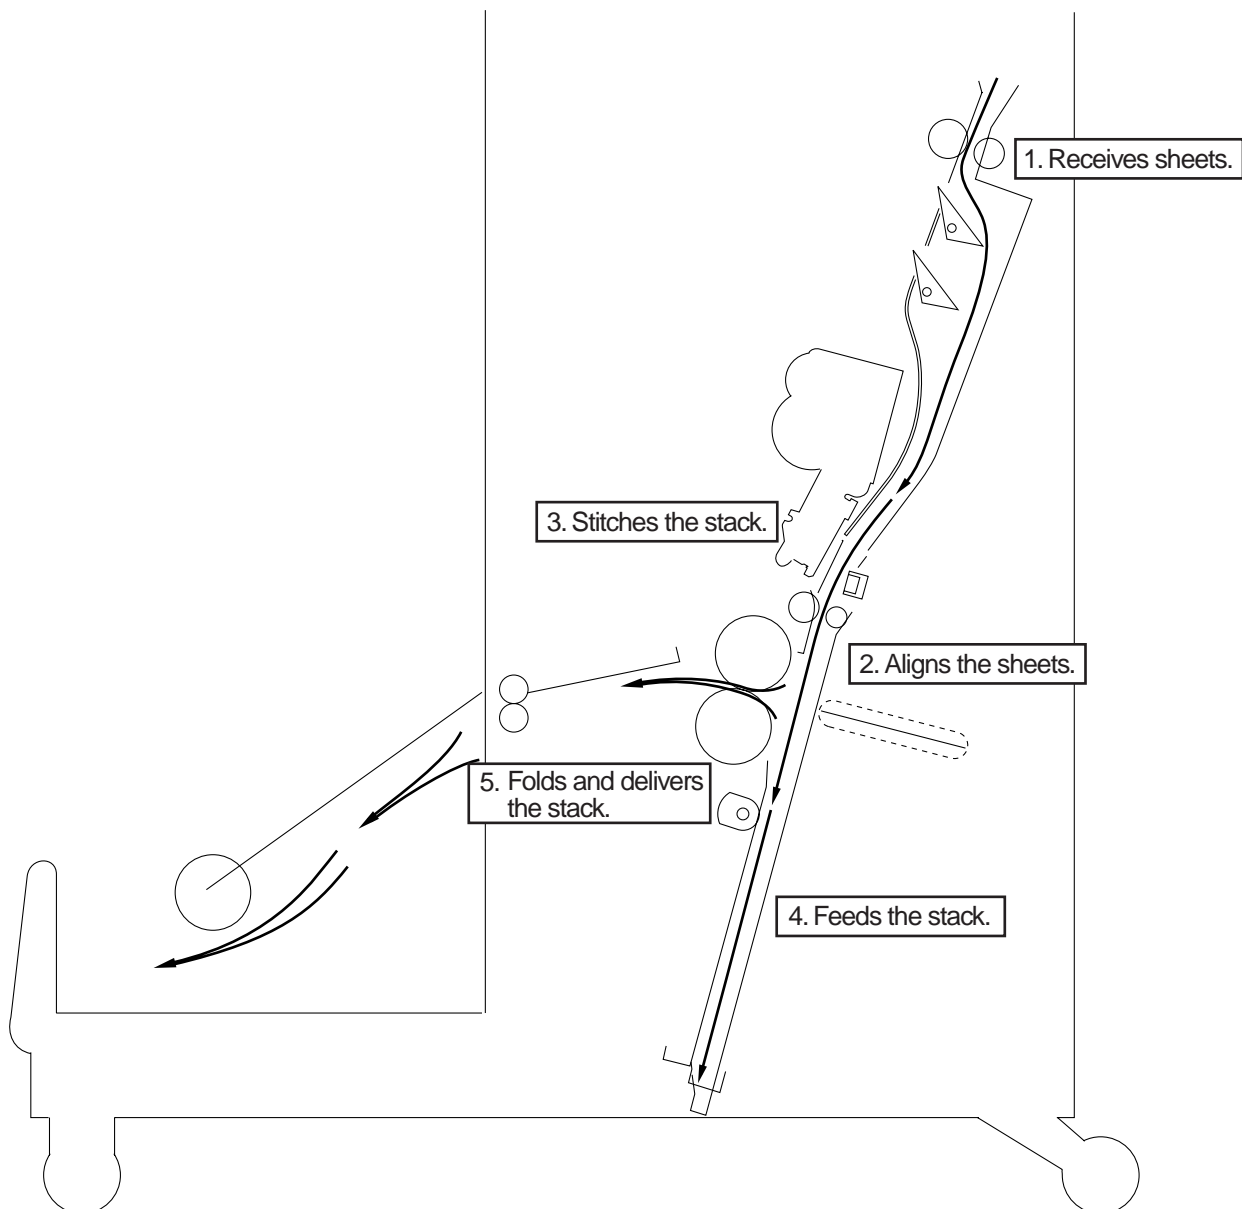 1. Receives sheets.
3. Stitches the stack.
2. Aligns the sheets.
5. Folds and delivers
the stack.
4. Feeds the stack.